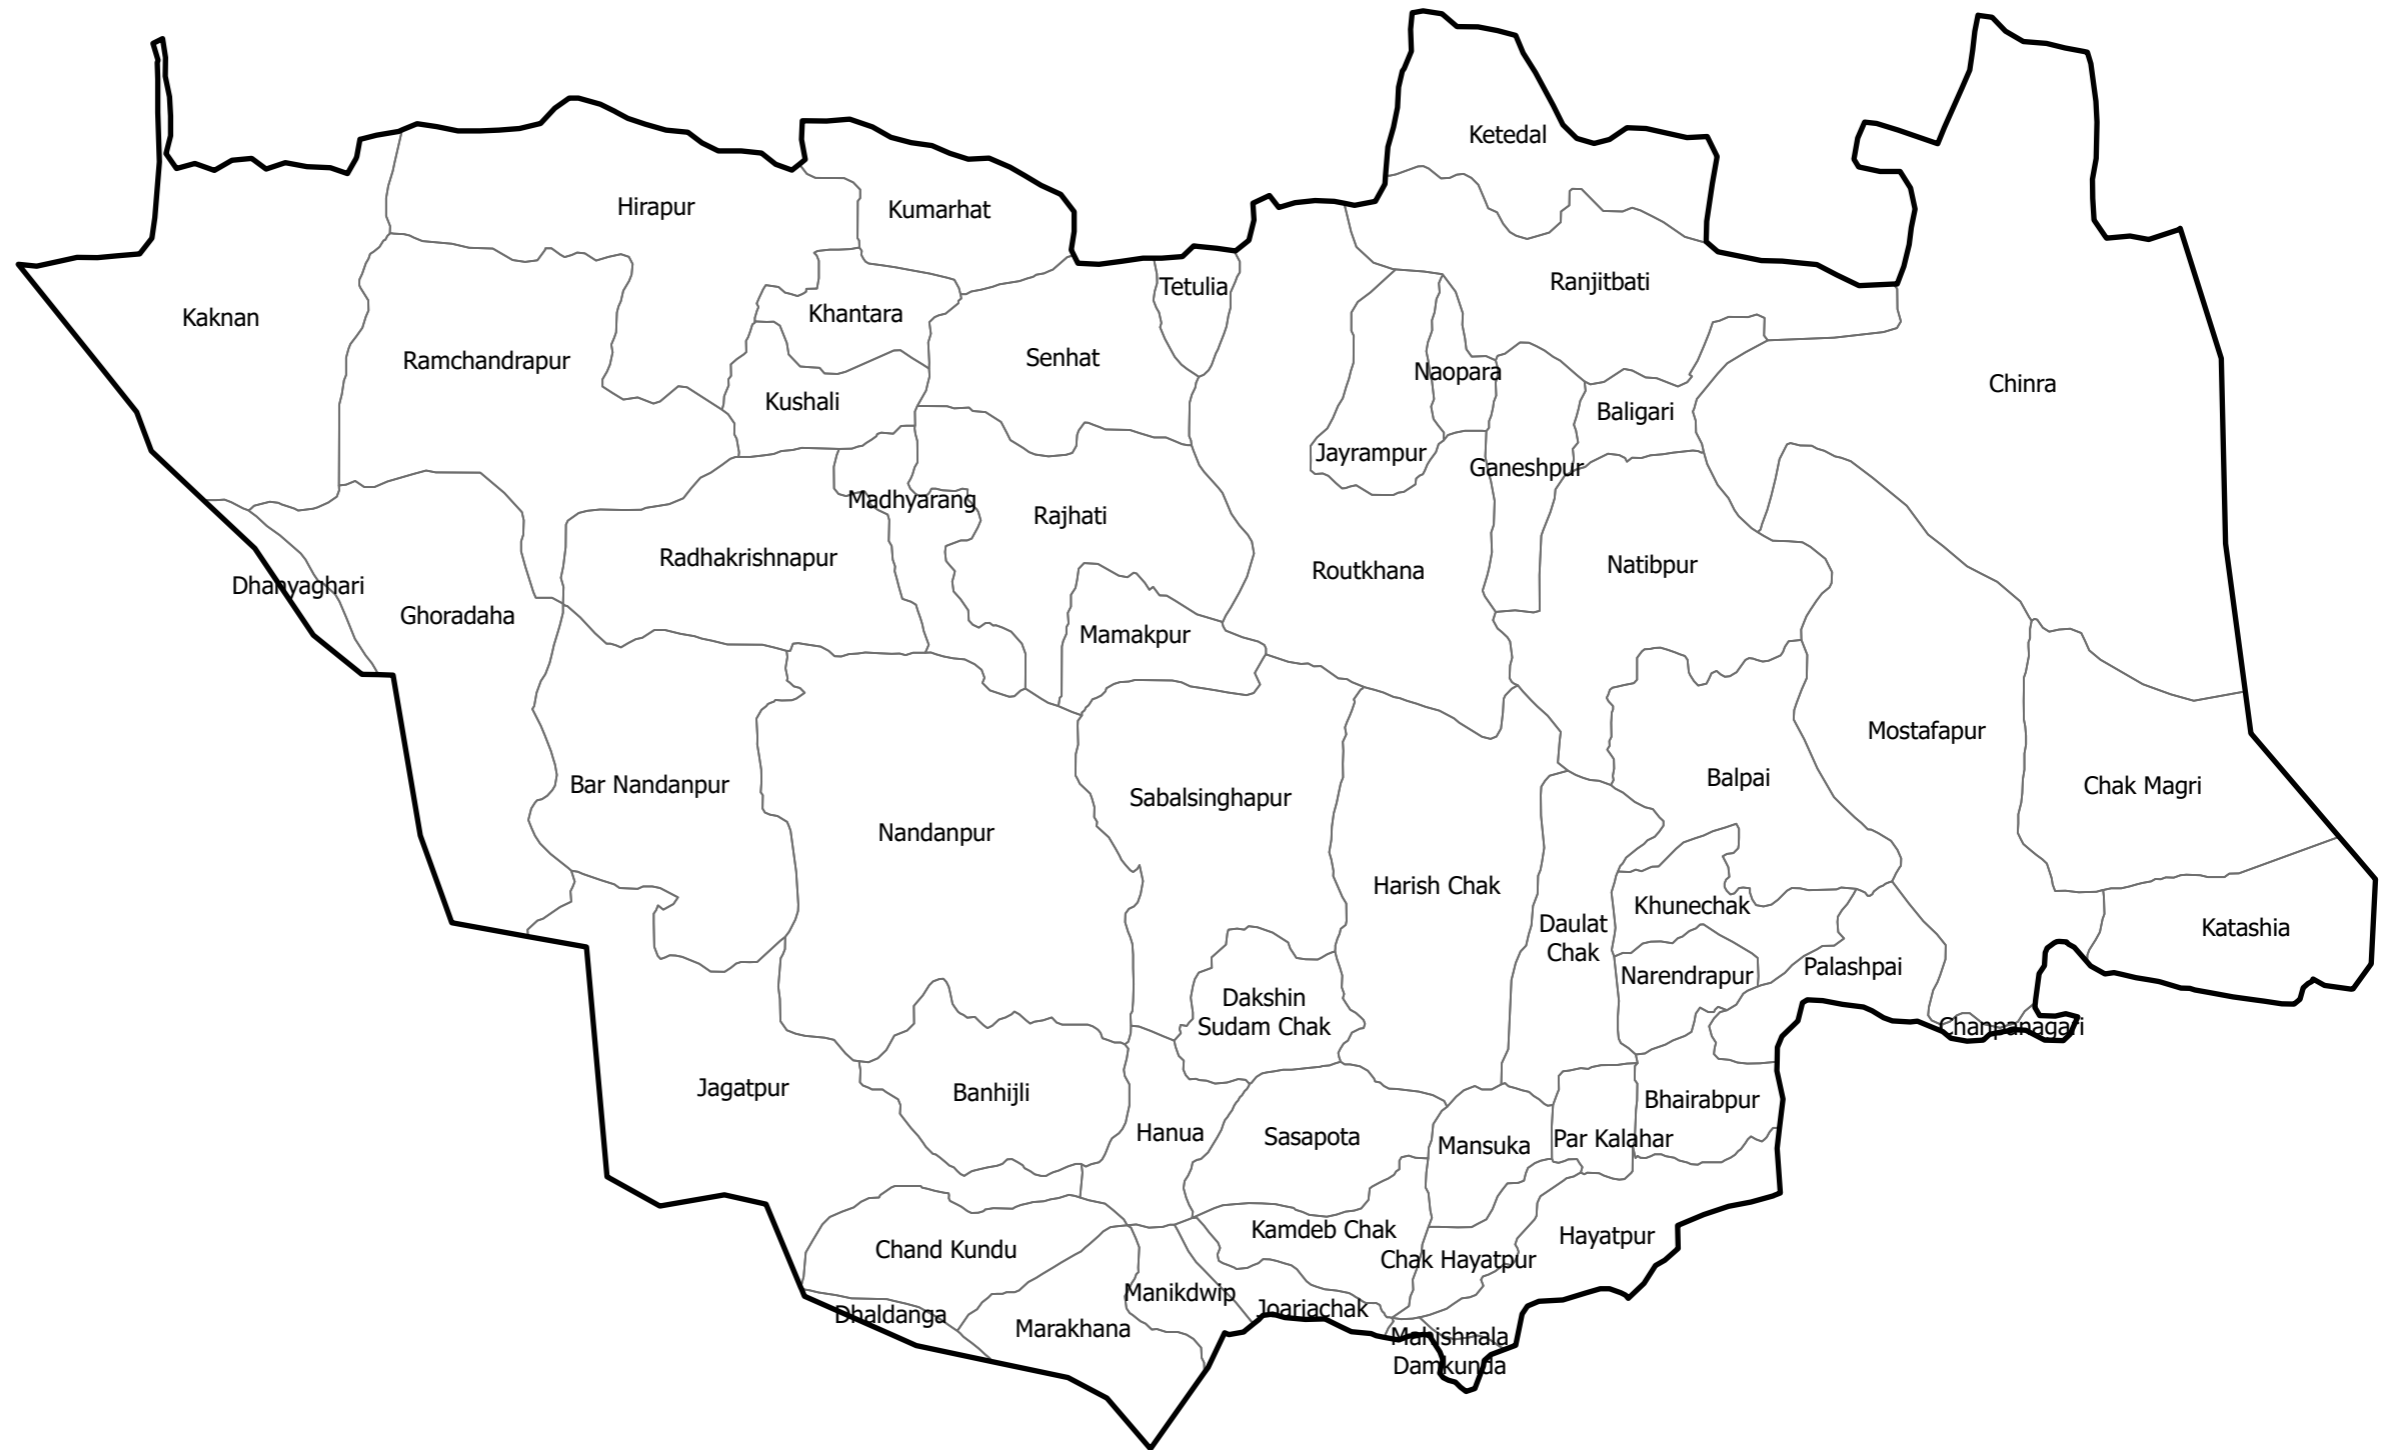 Ketedal
Hirapur
Kumarhat
Ranjitbati
Tetulia
Khantara
Kaknan
Senhat
Ramchandrapur
Naopara
Chinra
Kushali
Baligari
Jayrampur
Ganeshpur
Madhyarang
Rajhati
Radhakrishnapur
Routkhana
Natibpur
Dhanyaghari
Ghoradaha
Mamakpur
Mostafapur
Balpai
Bar Nandanpur
Chak Magri
Sabalsinghapur
Nandanpur
Harish Chak
Khunechak
Daulat
Chak
Katashia
Palashpai
Narendrapur
Dakshin
Sudam Chak
Chanpanagari
Jagatpur
Banhijli
Bhairabpur
Hanua
Sasapota
Par Kalahar
Mansuka
Kamdeb Chak
Hayatpur
Chand Kundu
Chak Hayatpur
Manikdwip
Joariachak
Dhaldanga
Marakhana
Mahishnala
Damkunda